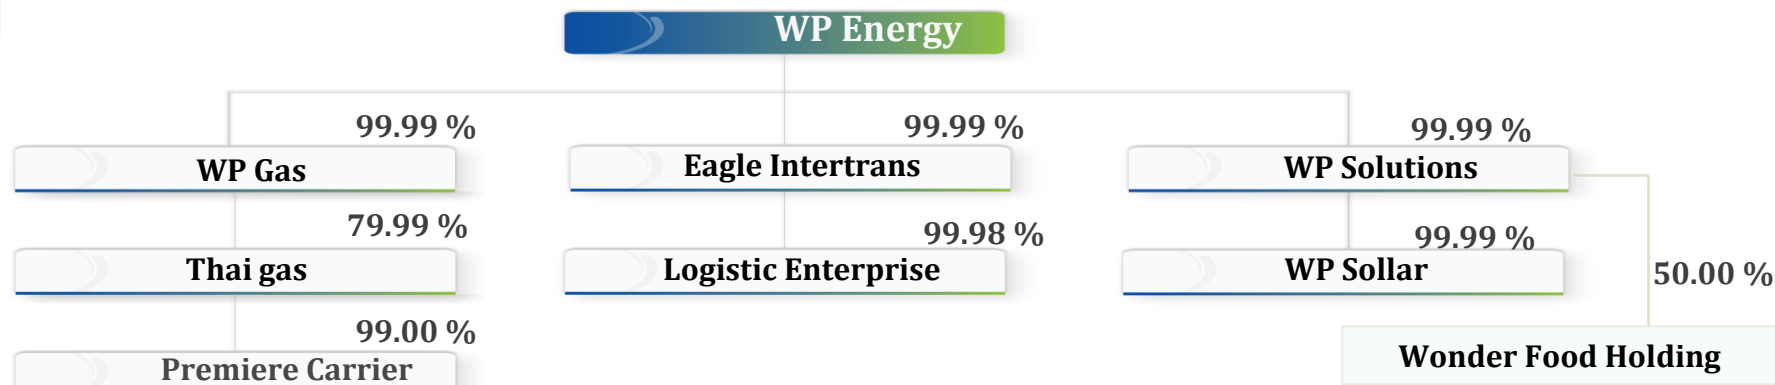 WP Energy
99.99 %
99.99 %
99.99 %
WP Gas
Eagle Intertrans
WP Solutions
79.99 %
99.98 %
99.99 %
Thai gas
Logistic Enterprise
WP Sollar
50.00 %
99.00 %
Premiere Carrier
Wonder Food Holding